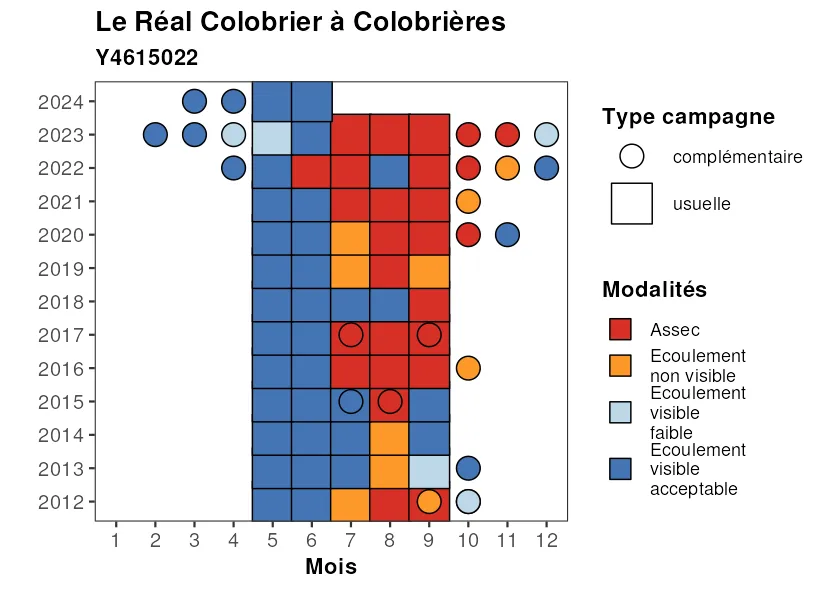 Le Réal Colobrier à Colobrières
Y4615022
2024
2023
2022
2021
2020
2019
2018
2017
2016
2015
2014
2013
2012
1 2 3 4 5 6 7 8 9 10 11 12
Mois
Type campagne
complémentaire
usuelle
Modalités
Assec
Ecoulement
non visible
Ecoulement
visible
faible
Ecoulement
visible
acceptable